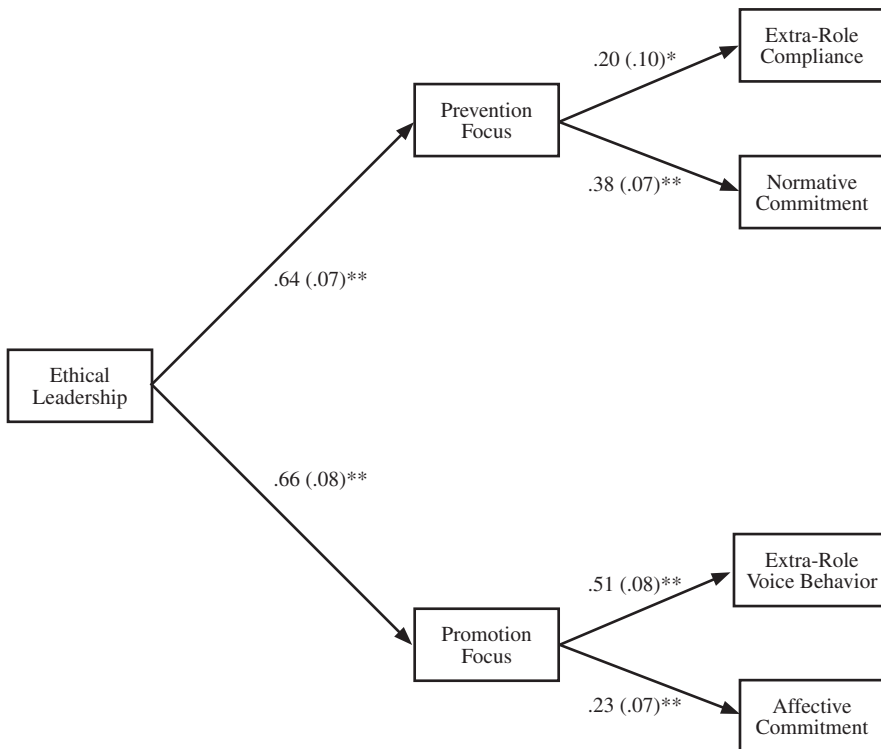 Extra-Role
Compliance
.20 (.10)*
Prevention
Focus
.38 (.07)**
Normative
Commitment
.64 (.07)**
Ethical
Leadership
.66 (.08)**
Extra-Role
Voice Behavior
.51 (.08)**
Promotion
Focus
.23 (.07)**
Affective
Commitment